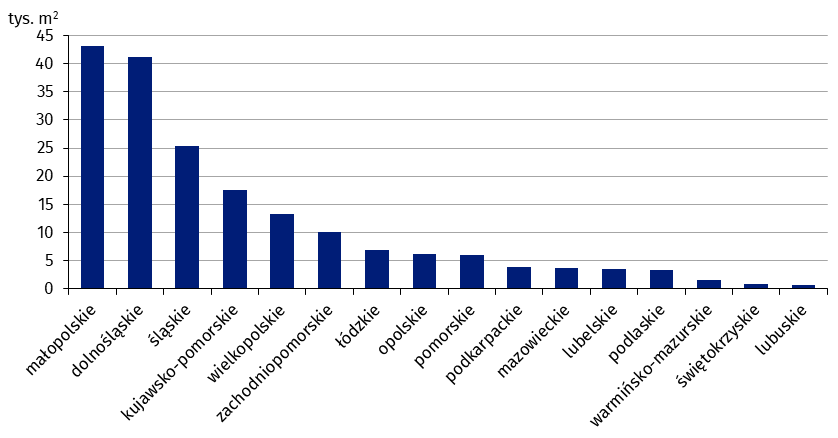 tys. m²
45
40
35
30
25
20
15
10
5
0
małopolskie
dolnośląskie
śląskie
kujawsko-pomorskie
wielkopolskie
zachodniopomorskie
łódzkie
opolskie
pomorskie
podkarpackie
mazowieckie
lubelskie
podlaskie
warmińsko-mazurskie
świętokrzyskie
lubuskie